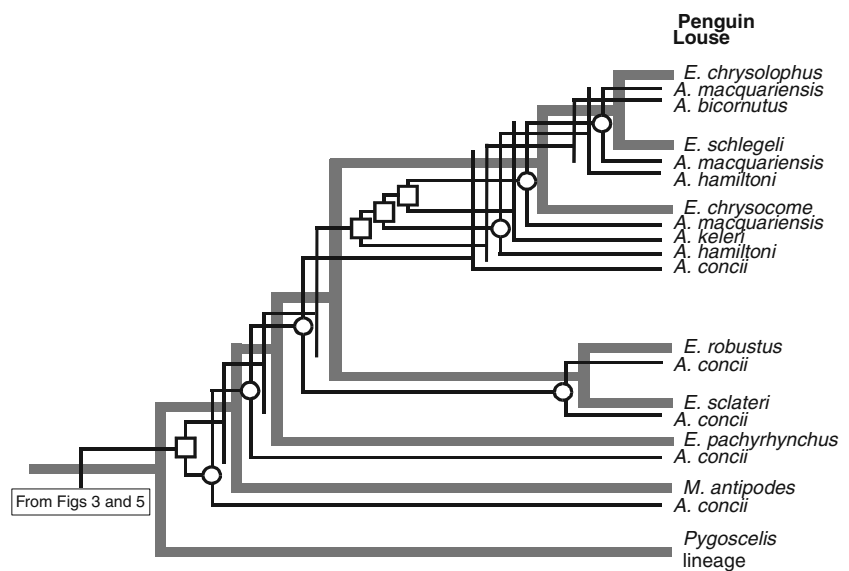 Penguin
Louse
E. chrysolophus
A. macquariensis
A. bicornutus
E. schlegeli
A. macquariensis
A. hamiltoni
E. chrysocome
A. macquariensis
A. keleri
A. hamiltoni
A. concii
E. robustus
A. concii
E. sclateri
A. concii
E. pachyrhynchus
A. concii
M. antipodes
A. concii
From Figs 3 and 5
Pygoscelis
lineage